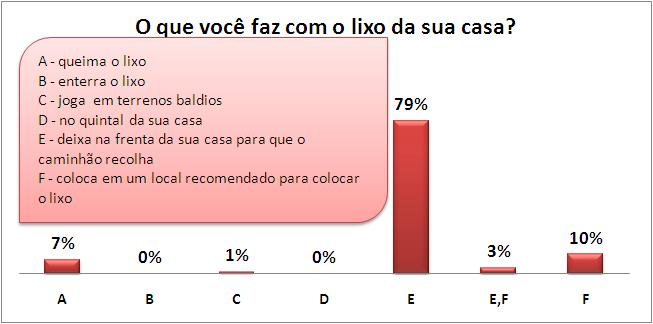 O que você faz com o lixo da sua casa?
A - queima o lixo
B - enterra o lixo
C - joga em terrenos baldios
D - no quintal da sua casa
E - deixa na frenta da sua casa para que o
caminhão recolha
F - coloca em um local recomendado para colocar
o lixo
79%
7%
0%
1%
0%
3%
10%
A B C D E E,F F